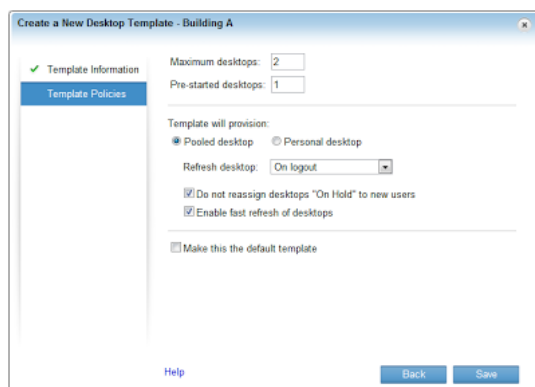 Create a New Desktop Template - Building A
Template Information
Template Policies
Maximum desktops: 2
Pre-started desktops: 1
Template will provision:
Pooled desktop Personal desktop
Refresh desktop: On logout
Do not reassign desktops "On Hold" to new users
Enable fast refresh of desktops
Make this the default template
Help Back Save